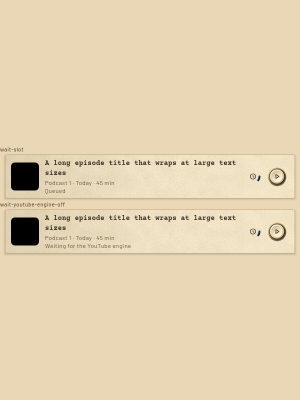 wait-slot
A long episode title that wraps at large text
sizes
Podcast 1 · Today · 45 min
Queued
wait-youtube-engine-off
A long episode title that wraps at large text
sizes
Podcast 1 · Today · 45 min
Waiting for the YouTube engine